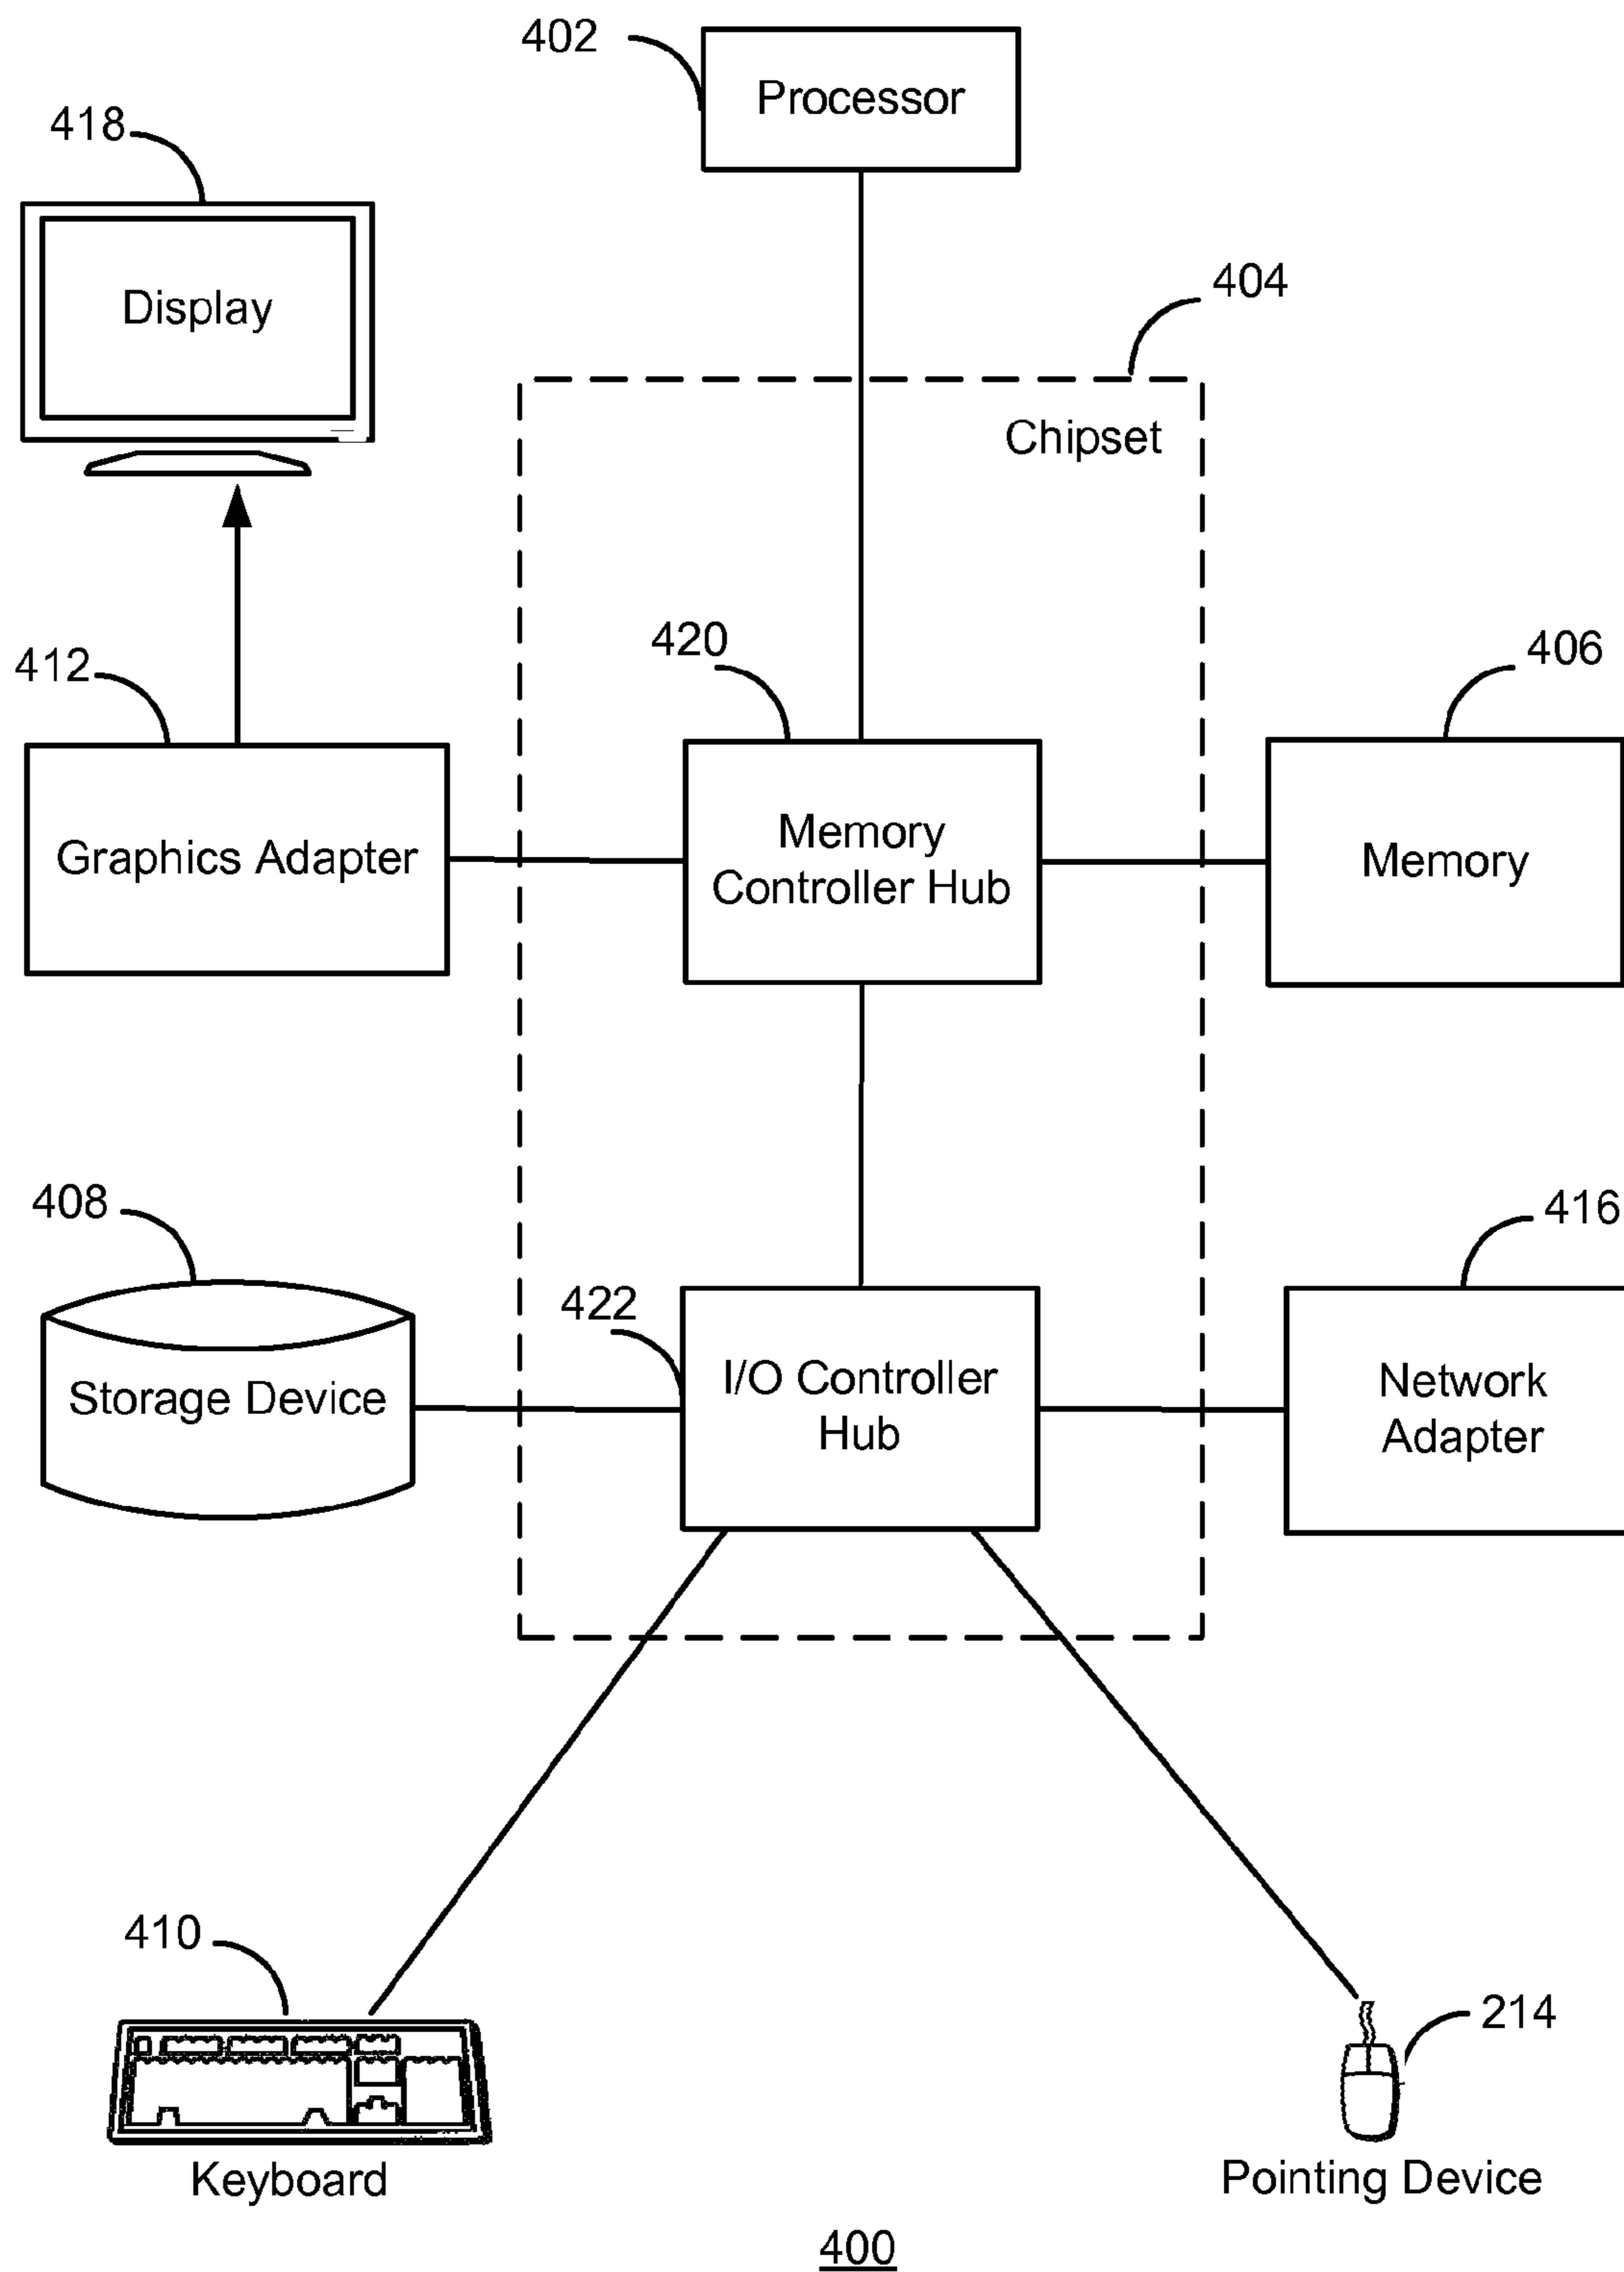 402
Processor
418
Display
404
Chipset
420
412
406
Graphics Adapter
Memory
Controller Hub
Memory
408
416
422
Storage Device
I/O Controller
Hub
Network
Adapter
410
214
Keyboard
Pointing Device
400